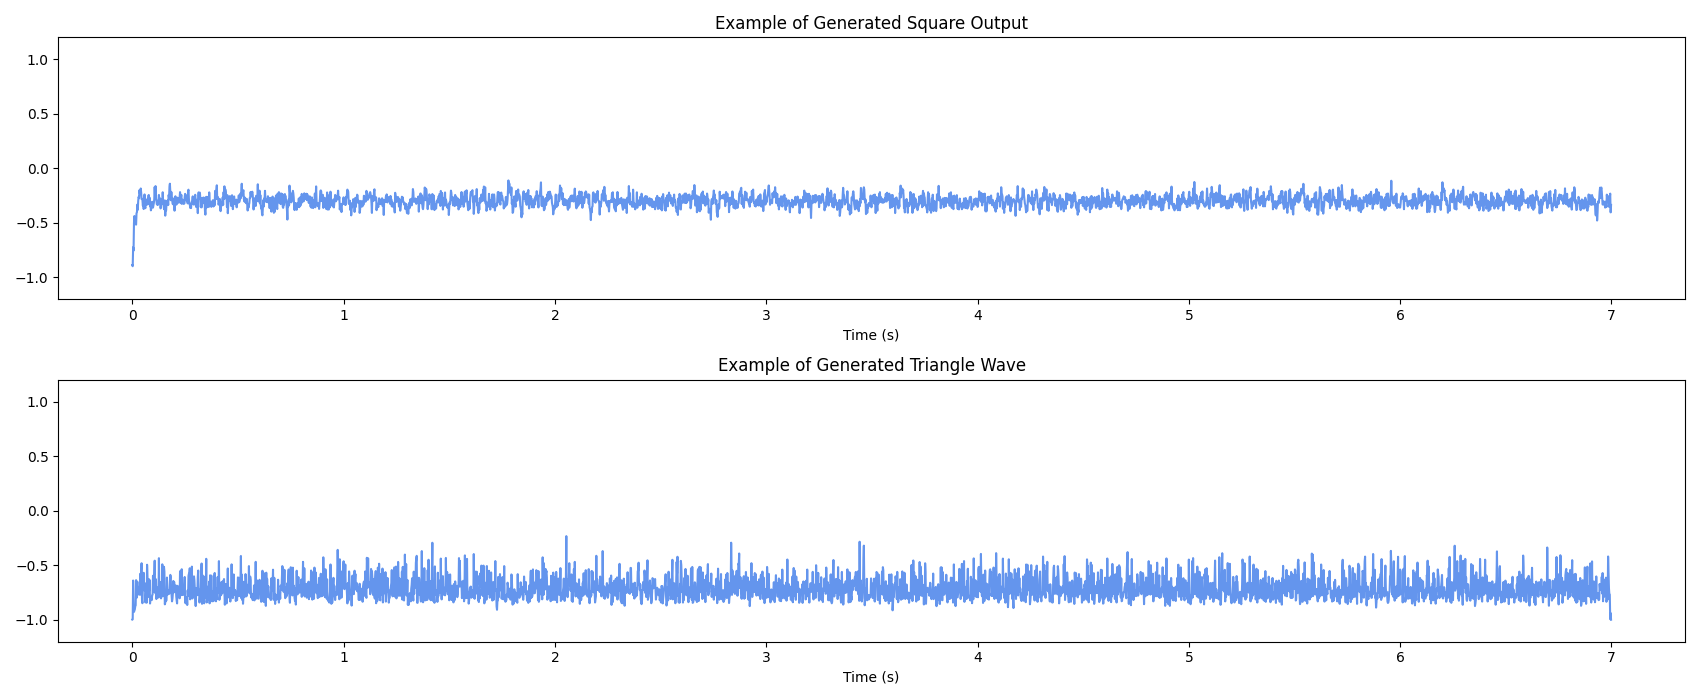 Example of Generated Square Output
1.0
0.5
0.0
−0.5
−1.0
0 1 2 3 4 5 6 7
Time (s)
Example of Generated Triangle Wave
1.0
0.5
0.0
−0.5
−1.0
0 1 2 3 4 5 6 7
Time (s)